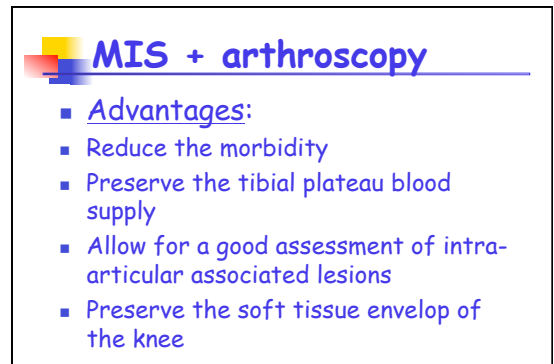 MIS + arthroscopy
Advantages:
Reduce the morbidity
Preserve the tibial plateau blood
supply
Allow for a good assessment of intra-
articular associated lesions
Preserve the soft tissue envelop of
the knee